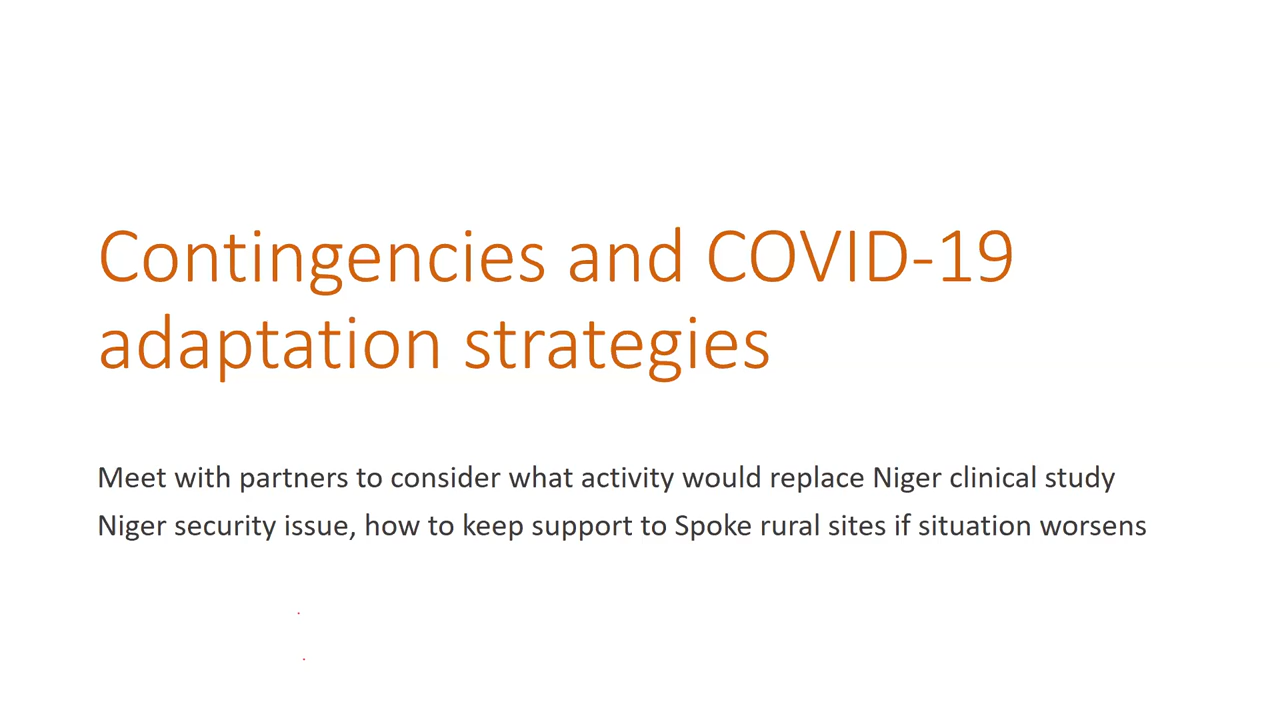 Contingencies and COVID-19
adaptation strategies
Meet with partners to consider what activity would replace Niger clinical study
Niger security issue, how to keep support to Spoke rural sites if situation worsens